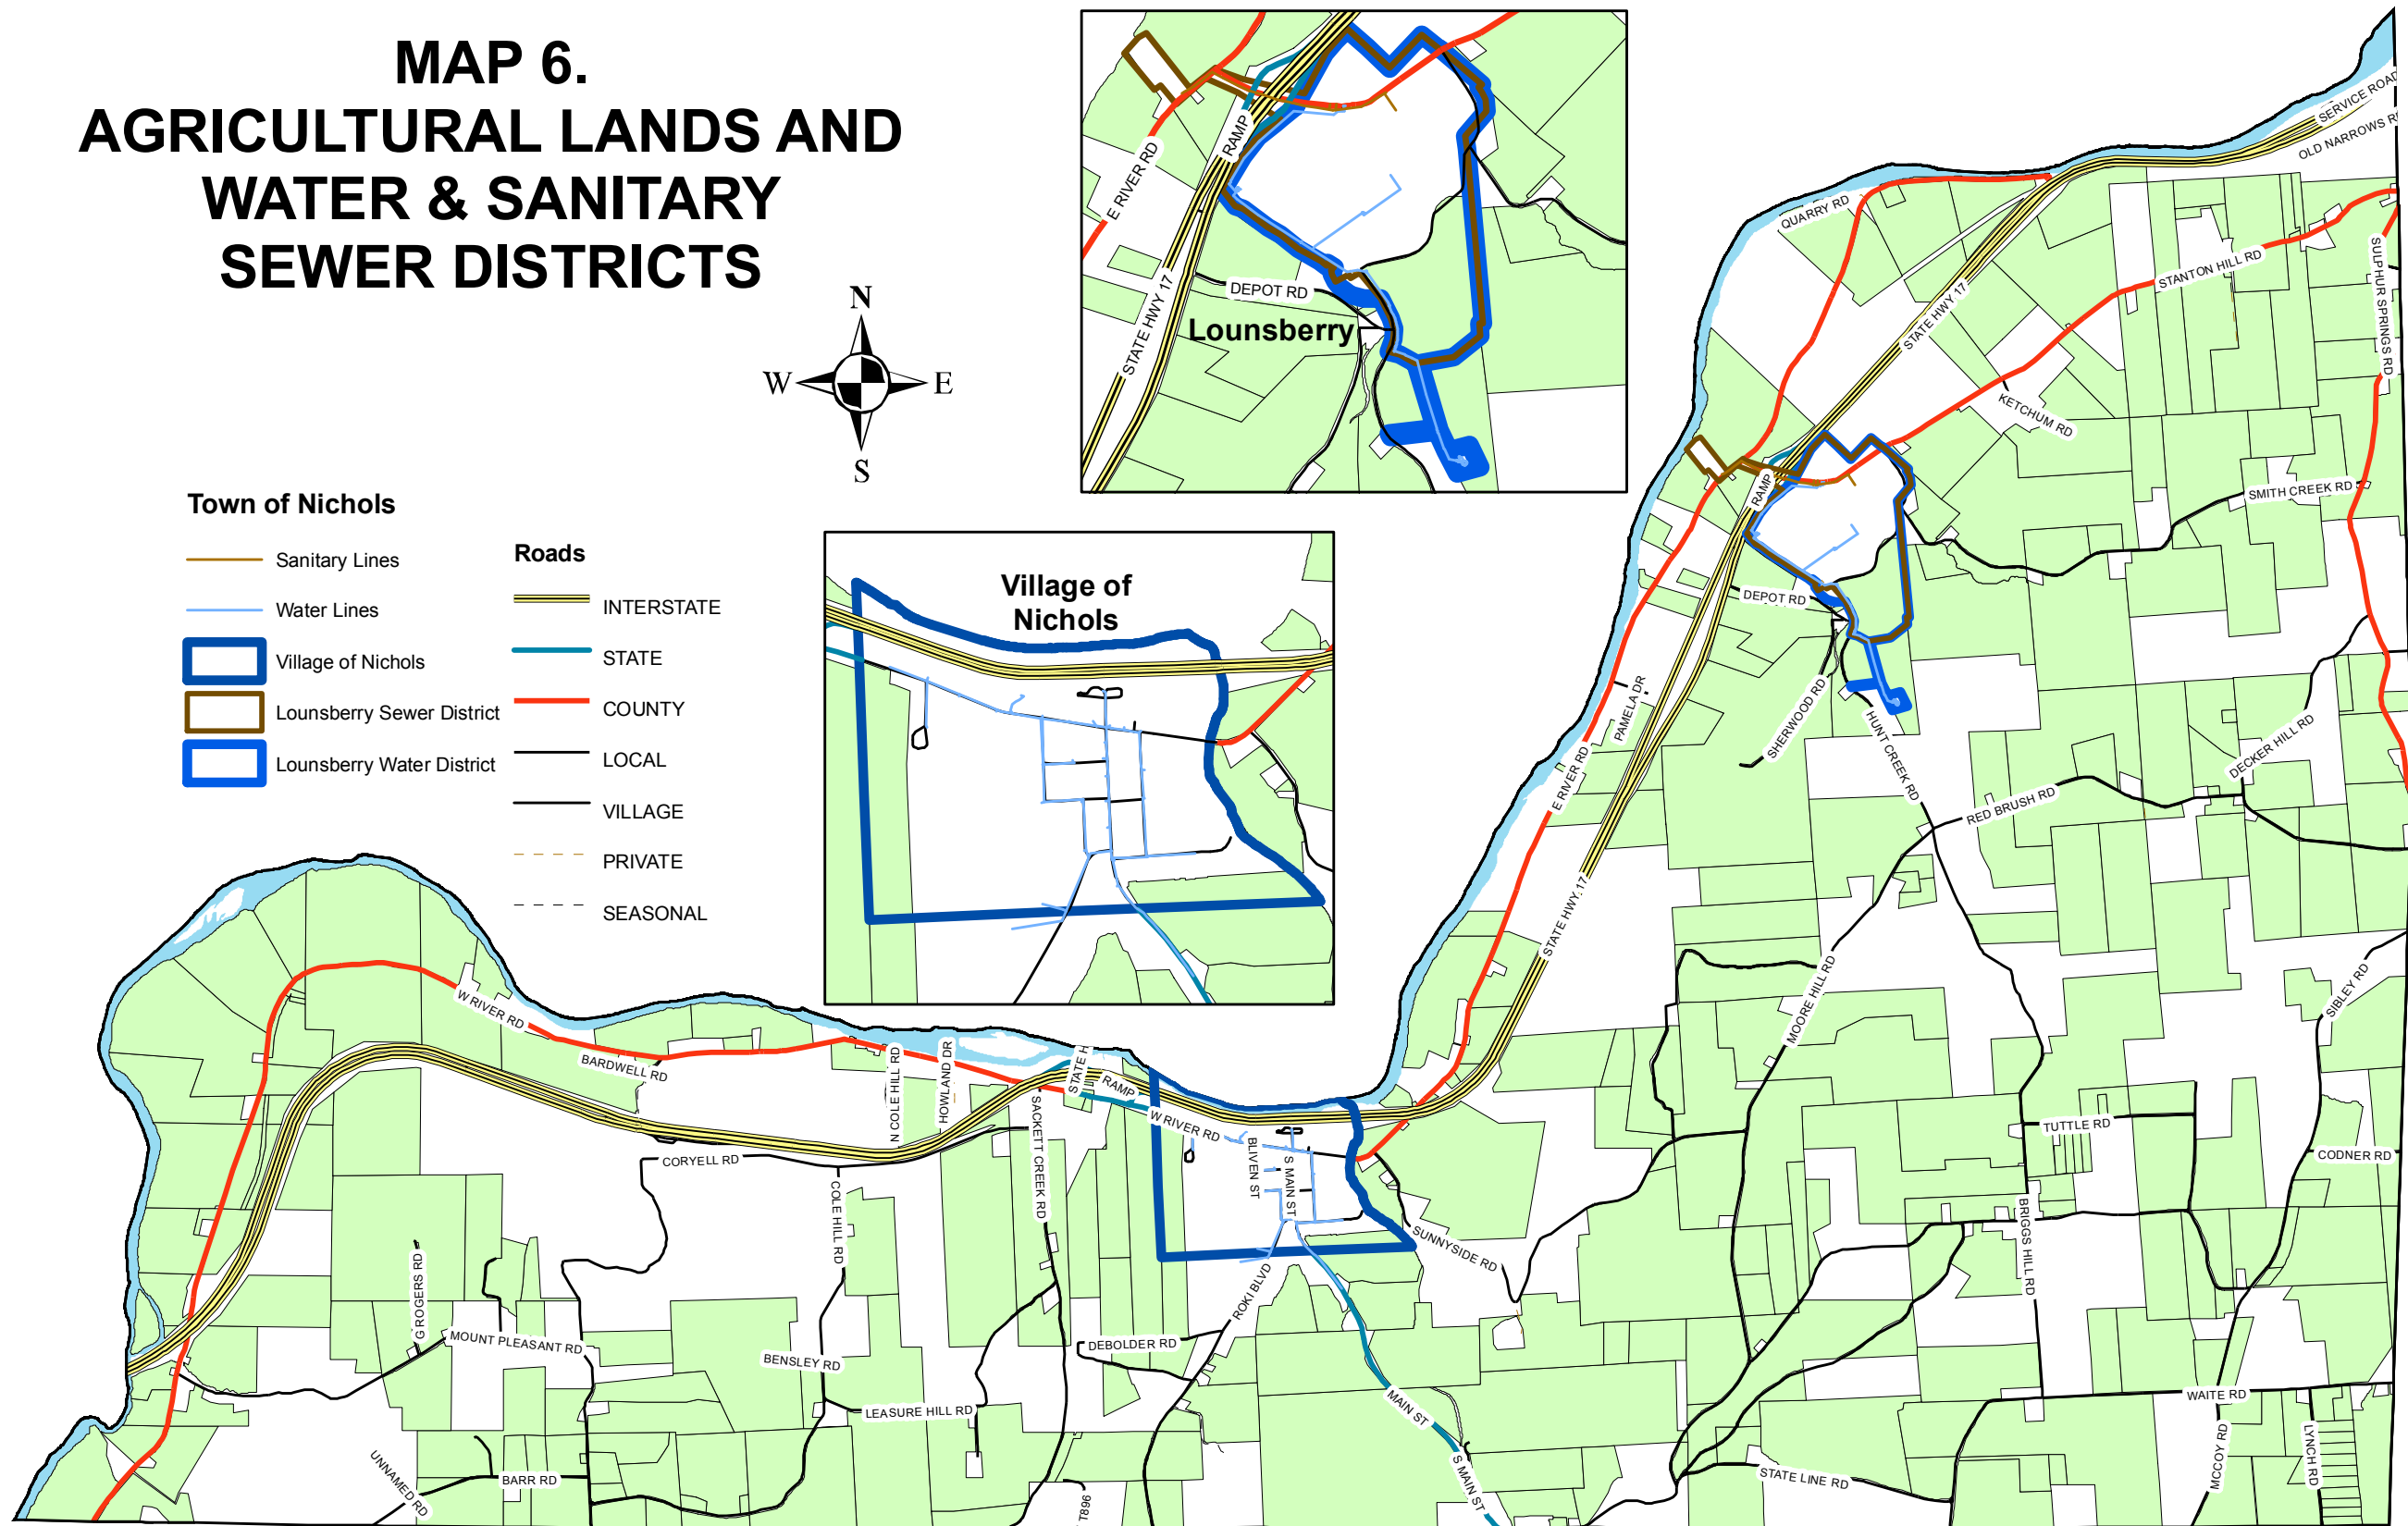 MAP 6.
AGRICULTURAL LANDS AND
WATER & SANITARY
SEWER DISTRICTS
N
W
E
S
Town of Nichols
Sanitary Lines
Water Lines
Village of Nichols
Lounsberry Sewer District
Lounsberry Water District
Roads
INTERSTATE
STATE
COUNTY
LOCAL
VILLAGE
PRIVATE
SEASONAL
E RIVER RD
RAMP
STATE HWY 17
DEPOT RD
Lounsberry
Village of
Nichols
SERVICE ROAD
OLD NARROWS RD
QUARRY RD
STANTON HILL RD
SULPHUR SPRINGS RD
STATE HWY 17
KETCHUM RD
RAMP
SMITH CREEK RD
DEPOT RD
PAMELA DR
SHERWOOD RD
HUNT CREEK RD
DECKER HILL RD
E RIVER RD
RED BRUSH RD
STATE HWY 17
MOORE HILL RD
SIBLEY RD
W RIVER RD
BARDWELL RD
N COLE HILL RD
HOWLAND DR
STATE H
RAMP
W RIVER RD
SACKETT CREEK RD
CORYELL RD
COLE HILL RD
BLIVEN ST
S MAIN ST
TUTTLE RD
CODNER RD
BRIGGS HILL RD
SUNNYSIDE RD
ROKI BLVD
G ROGERS RD
MOUNT PLEASANT RD
BENSLEY RD
DEBOLDER RD
LEASURE HILL RD
MAIN ST
WAITE RD
UNNAMED RD
BARR RD
S MAIN ST
STATE LINE RD
MCCOY RD
LYNCH RD
T896